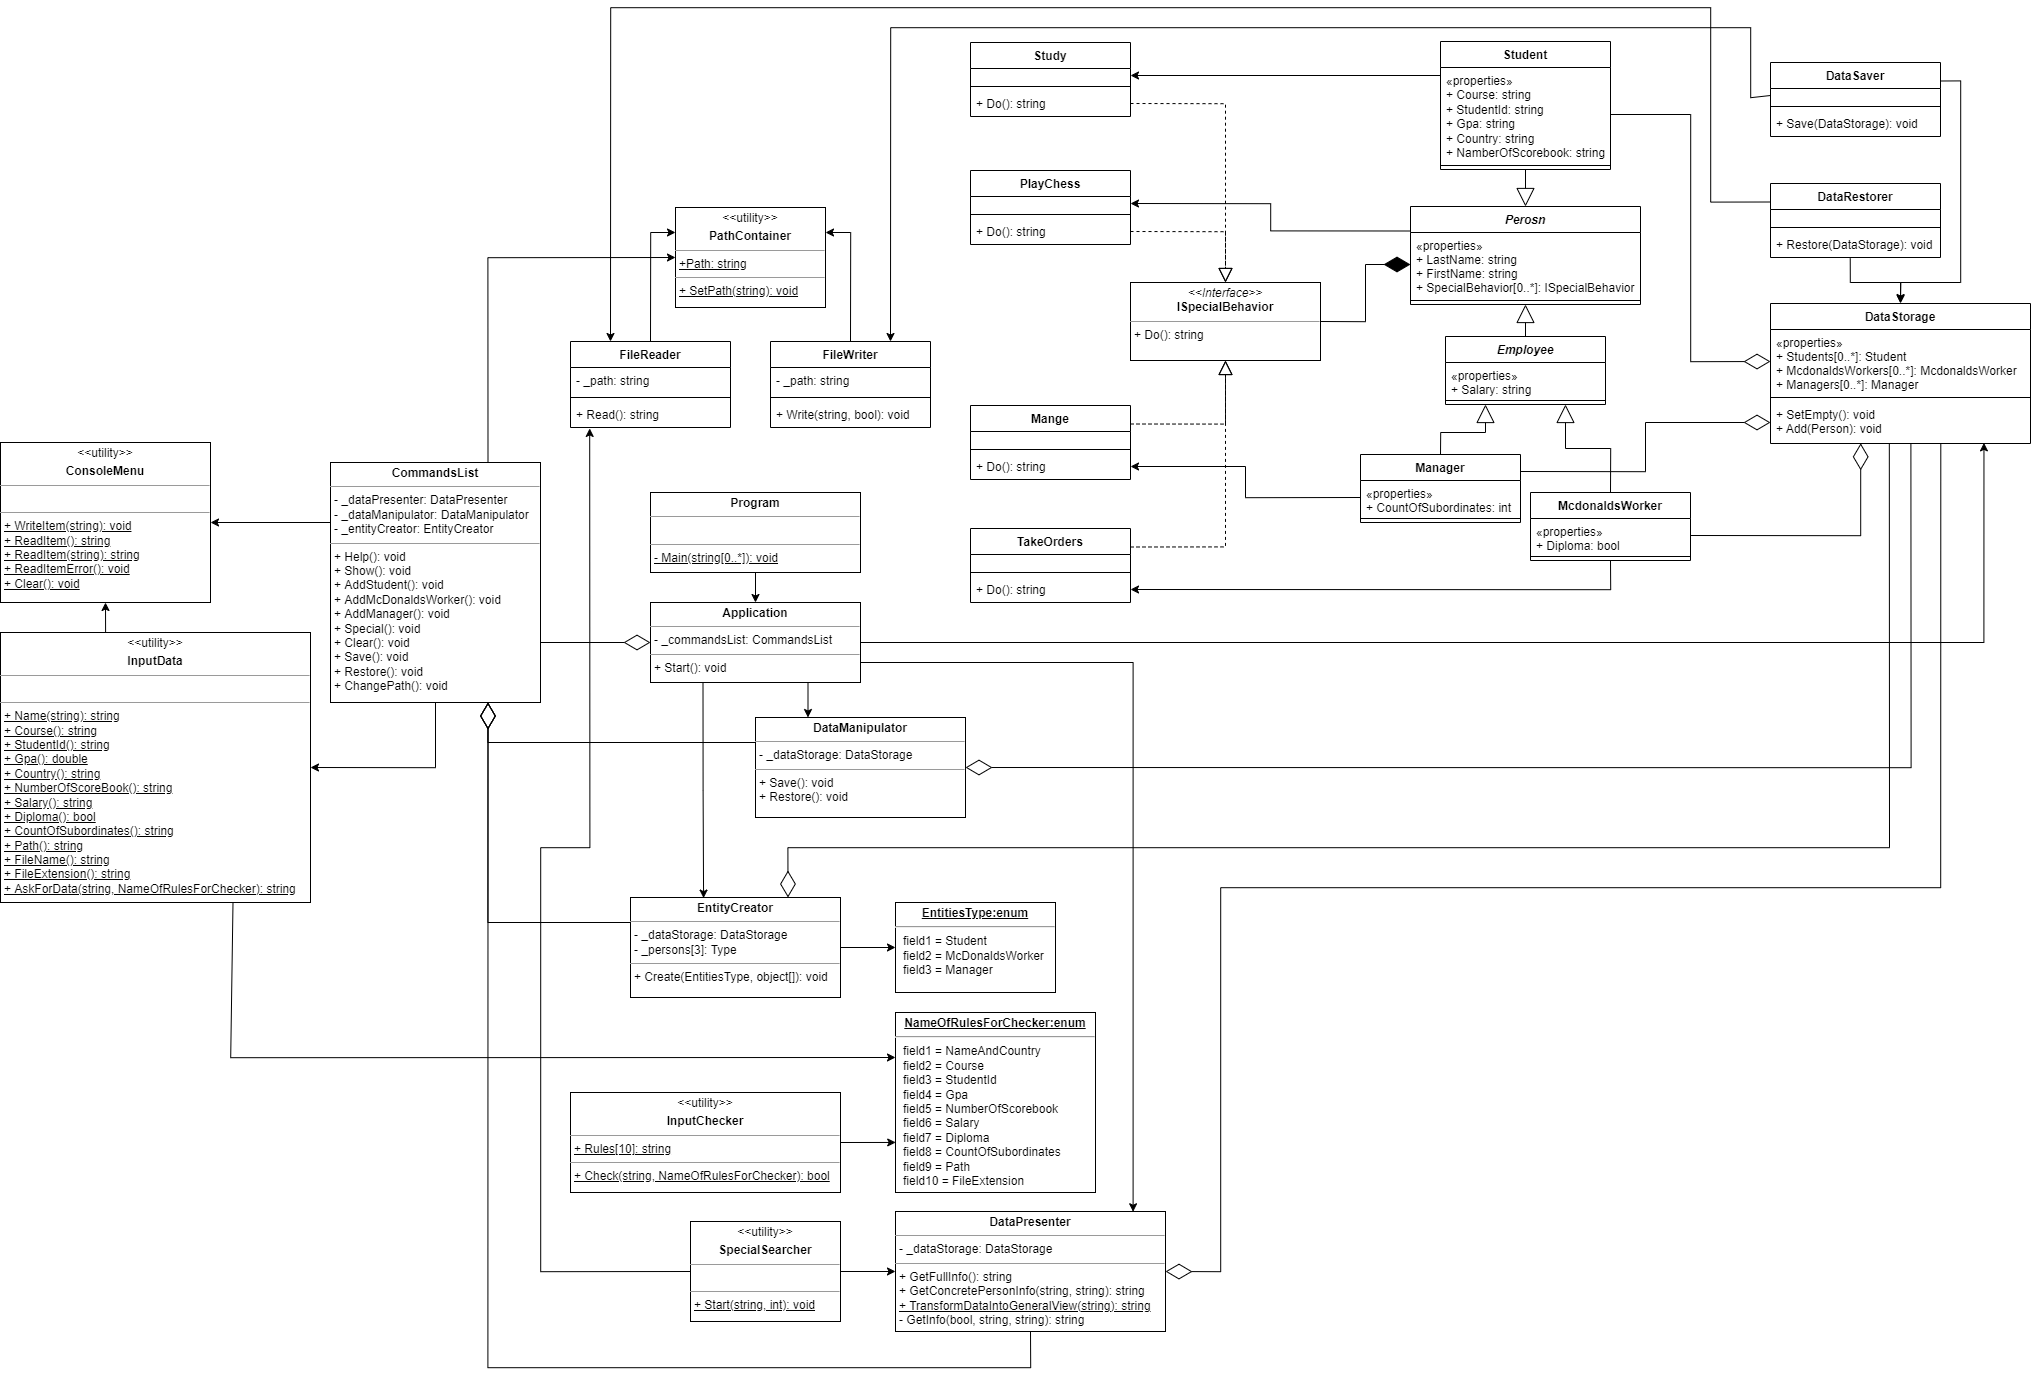 Study
+ Do(): string
Student
«properties»
+ Course: string
+ StudentId: string
+ Gpa: string
+ Country: string
+ NamberOfScorebook: string
DataSaver
+ Save(DataStorage): void
PlayChess
+ Do(): string
DataRestorer
+ Restore(DataStorage): void
<<utility>>
PathContainer
+Path: string
+ SetPath(string): void
Perosn
«properties»
+ LastName: string
+ FirstName: string
+ SpecialBehavior[0..*]: ISpecialBehavior
<<Interface>>
ISpecialBehavior
+ Do(): string
DataStorage
«properties»
+ Students[0..*]: Student
+ McdonaldsWorkers[0..*]: McdonaldsWorker
+ Managers[0..*]: Manager
+ SetEmpty(): void
+ Add(Person): void
FileReader
- _path: string
+ Read(): string
FileWriter
- _path: string
+ Write(string, bool): void
Employee
«properties»
+ Salary: string
Mange
+ Do(): string
Manager
«properties»
+ CountOfSubordinates: int
McdonaldsWorker
«properties»
+ Diploma: bool
TakeOrders
+ Do(): string
<<utility>>
ConsoleMenu
+ WriteItem(string): void
+ ReadItem(): string
+ ReadItem(string): string
+ ReadItemError(): void
+ Clear(): void
CommandsList
- _dataPresenter: DataPresenter
- _dataManipulator: DataManipulator
- _entityCreator: EntityCreator
+ Help(): void
+ Show(): void
+ AddStudent(): void
+ AddMcDonaldsWorker(): void
+ AddManager(): void
+ Special(): void
+ Clear(): void
+ Save(): void
+ Restore(): void
+ ChangePath(): void
Program
- Main(string[0..*]): void
Application
- _commandsList: CommandsList
+ Start(): void
<<utility>>
InputData
+ Name(string): string
+ Course(): string
+ StudentId(): string
+ Gpa(): double
+ Country(): string
+ NumberOfScoreBook(): string
+ Salary(): string
+ Diploma(): bool
+ CountOfSubordinates(): string
+ Path(): string
+ FileName(): string
+ FileExtension(): string
+ AskForData(string, NameOfRulesForChecker): string
DataManipulator
- _dataStorage: DataStorage
+ Save(): void
+ Restore(): void
EntityCreator
- _dataStorage: DataStorage
- _persons[3]: Type
+ Create(EntitiesType, object[]): void
EntitiesType:enum
field1 = Student
field2 = McDonaldsWorker
field3 = Manager
NameOfRulesForChecker:enum
field1 = NameAndCountry
field2 = Course
field3 = StudentId
field4 = Gpa
field5 = NumberOfScorebook
field6 = Salary
field7 = Diploma
field8 = CountOfSubordinates
field9 = Path
field10 = FileExtension
<<utility>>
InputChecker
+ Rules[10]: string
+ Check(string, NameOfRulesForChecker): bool
<<utility>>
SpecialSearcher
+ Start(string, int): void
DataPresenter
- _dataStorage: DataStorage
+ GetFullInfo(): string
+ GetConcretePersonInfo(string, string): string
+ TransformDataIntoGeneralView(string): string
- GetInfo(bool, string, string): string